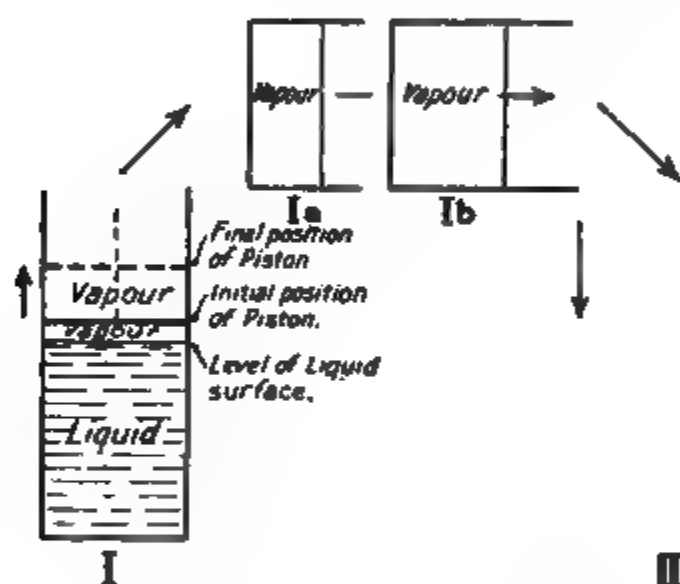 Vapour
Vapour
Ia
Ib
Final position
of Piston
Vapour
Initial position
of Piston.
Vapour
Level of Liquid
surface.
Liquid
I
II